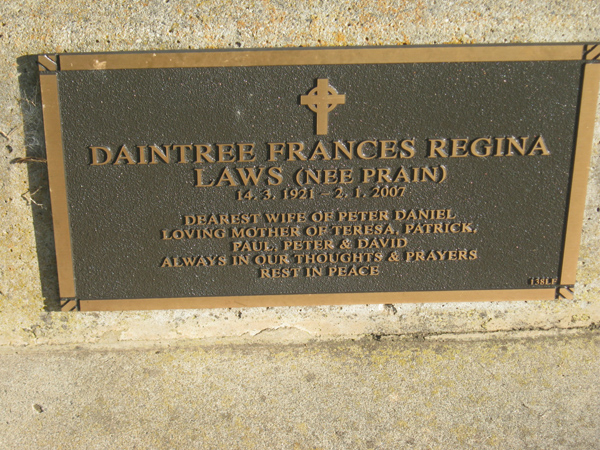 DAINTREE FRANCES REGINA
LAWS (NEE PRAIN)
14. 3. 1921 – 2. 1. 2007
DEAREST WIFE OF PETER DANIEL
LOVING MOTHER OF TERESA, PATRICK,
PAUL, PETER & DAVID
ALWAYS IN OUR THOUGHTS & PRAYERS
REST IN PEACE